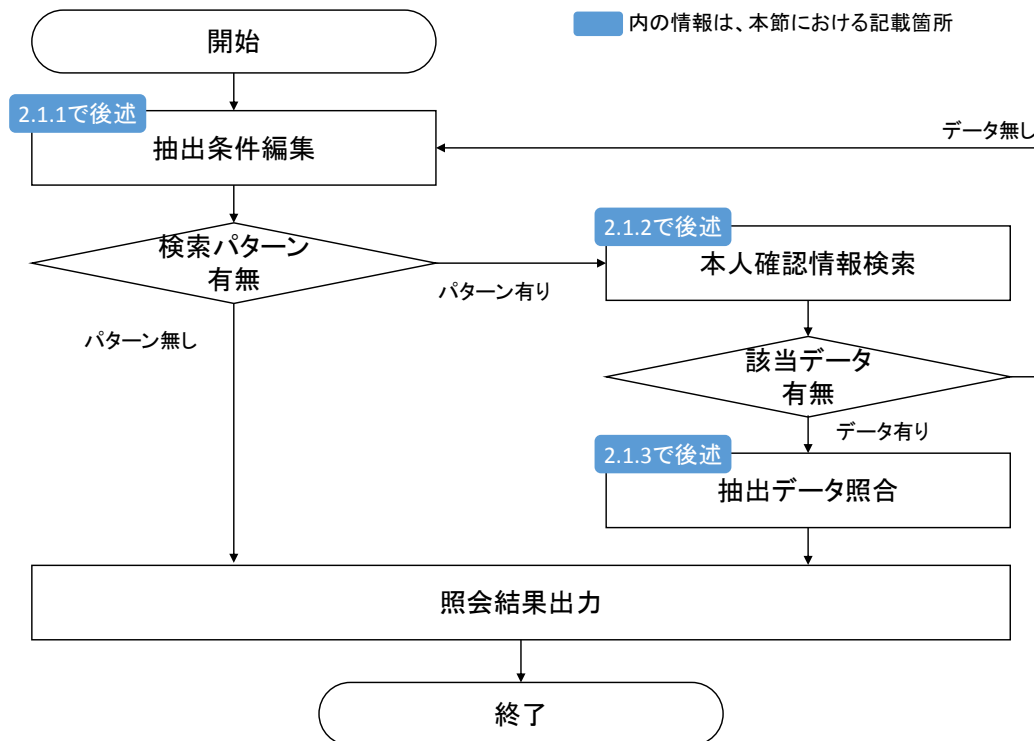 内の情報は、本節における記載箇所
開始
2.1.1で後述
抽出条件編集
データ無し
検索パターン
有無
パターン有り
パターン無し
2.1.2で後述
本人確認情報検索
該当データ
有無
データ有り
2.1.3で後述
抽出データ照合
照会結果出力
終了